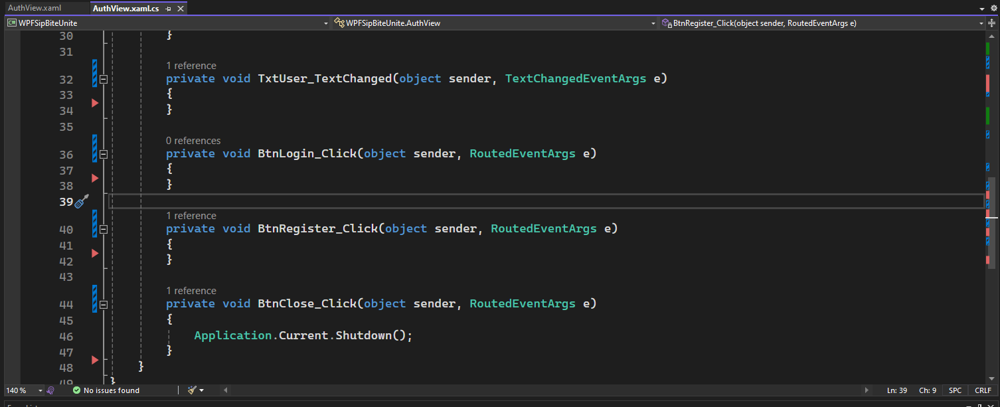 AuthView.xaml AuthView.xaml.cs
C# WPFSipBiteUnite WPFSipBiteUnite.AuthView BtnRegister_Click(object sender, RoutedEventArgs e)
30 }
31
1 reference
32 private void TxtUser_TextChanged(object sender, TextChangedEventArgs e)
33 {
34 }
35
0 references
36 private void BtnLogin_Click(object sender, RoutedEventArgs e)
37 {
38 }
39
1 reference
40 private void BtnRegister_Click(object sender, RoutedEventArgs e)
41 {
42 }
43
1 reference
44 private void BtnClose_Click(object sender, RoutedEventArgs e)
45 {
46 Application.Current.Shutdown();
47 }
48 }
49 }
140 % No issues found Ln: 39 Ch: 9 SPC CRLF